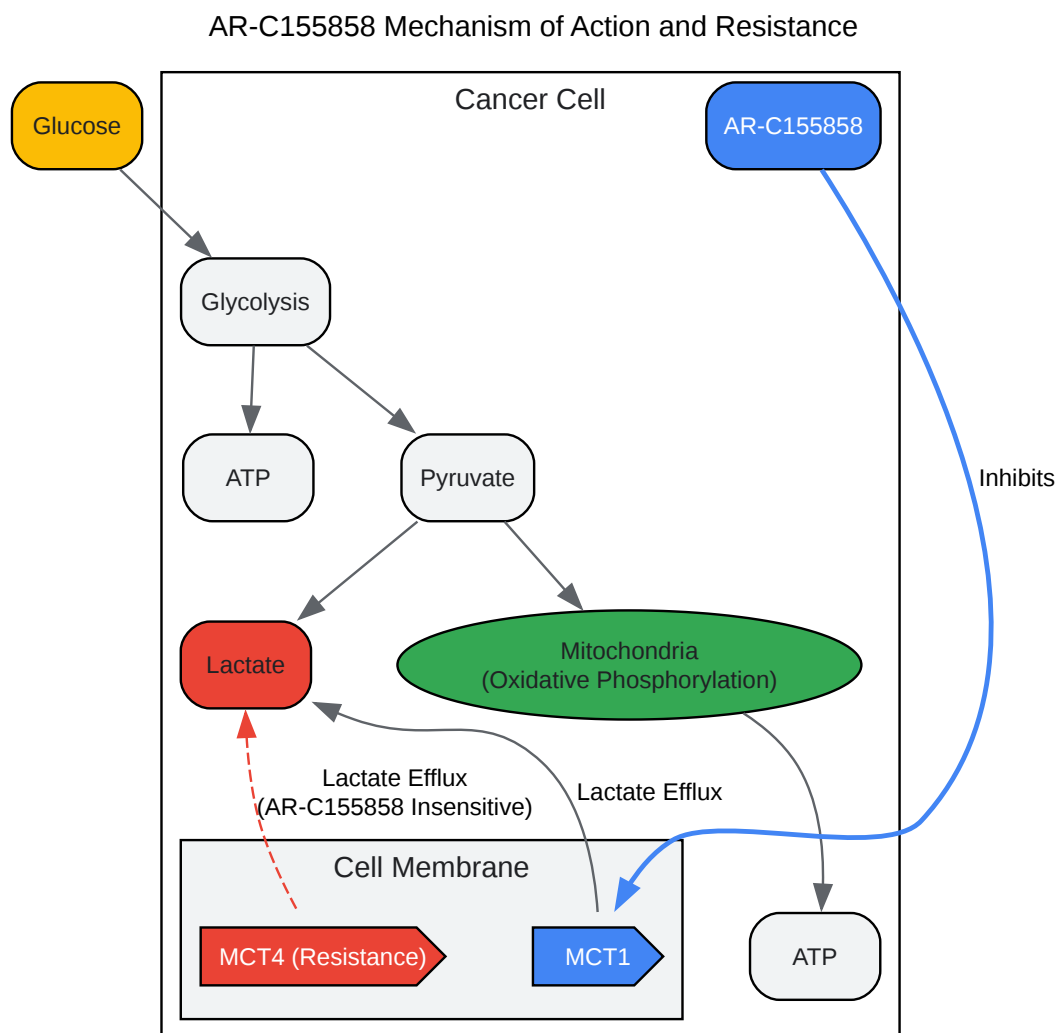 AR-C155858 Mechanism of Action and Resistance
Cancer Cell
Glucose
AR-C155858
Glycolysis
ATP
Pyruvate
Inhibits
Lactate
Mitochondria
(Oxidative Phosphorylation)
Lactate Efflux
(AR-C155858 Insensitive)
Lactate Efflux
Cell Membrane
MCT4 (Resistance)
MCT1
ATP